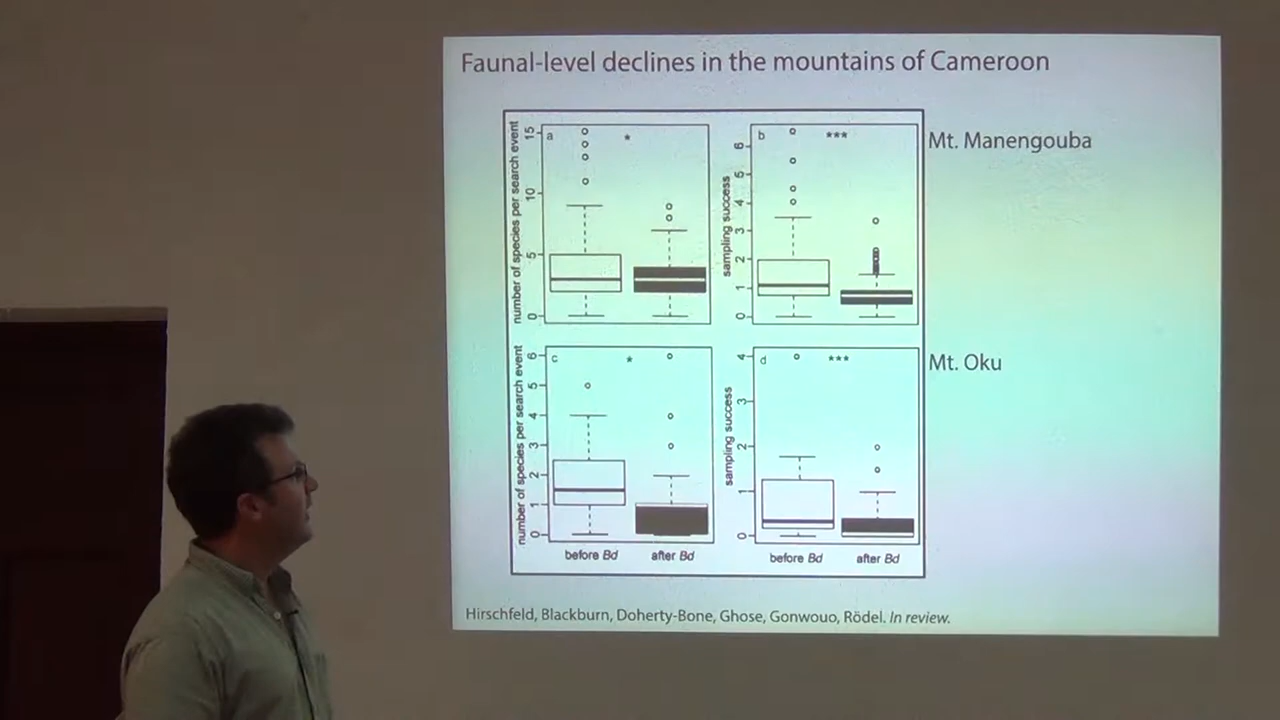 Faunal-level declines in the mountains of Cameroon
number of species per search event
0 5 10 15
a
*
sampling success
0 1 2 3 4 5 6
b
***
Mt. Manengouba
number of species per search event
0 1 2 3 4 5 6
c
*
before Bd after Bd
sampling success
0 1 2 3 4
d
***
before Bd after Bd
Mt. Oku
Hirschfeld, Blackburn, Doherty-Bone, Ghose, Gonwouo, Rödel. In review.